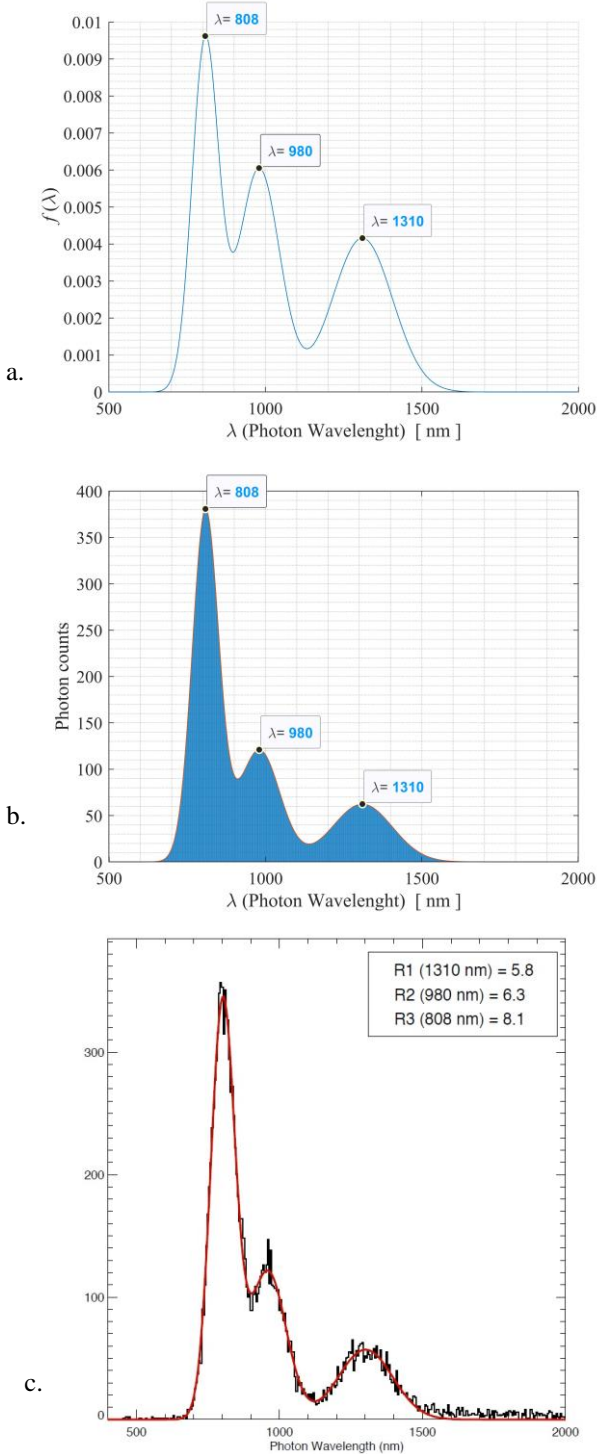 λ= 808
0.01
0.009
0.008
0.007
λ= 980
0.006
f (λ)
0.005
λ= 1310
0.004
0.003
0.002
0.001
0
500 1000 1500 2000
λ (Photon Wavelenght) [ nm ]
a.
λ= 808
400
350
300
250
Photon counts
200
λ= 980
150
100
λ= 1310
50
0
500 1000 1500 2000
λ (Photon Wavelenght) [ nm ]
b.
R1 (1310 nm) = 5.8
R2 (980 nm) = 6.3
R3 (808 nm) = 8.1
300
200
100
0
500 1000 1500 2000
Photon Wavelength (nm)
c.